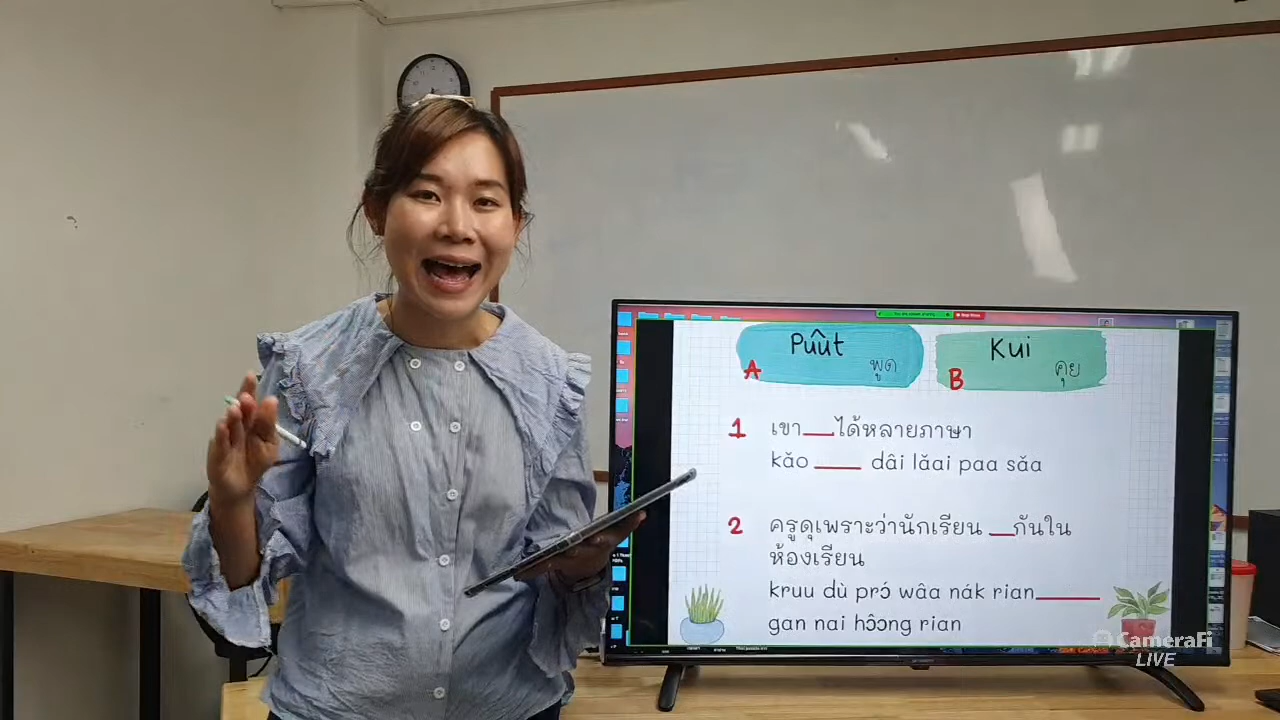 Pûut
พูด
A
Kui
คุย
B
1 เขา___ได้หลายภาษา
kǎo ___ dâi lǎai paa sǎa
2 ครูดุเพราะว่านักเรียน ___กันใน
ห้องเรียน
kruu dù prɔ́ wâa nák rian___
gan nai hɔ̂ɔng rian
CameraFi
LIVE